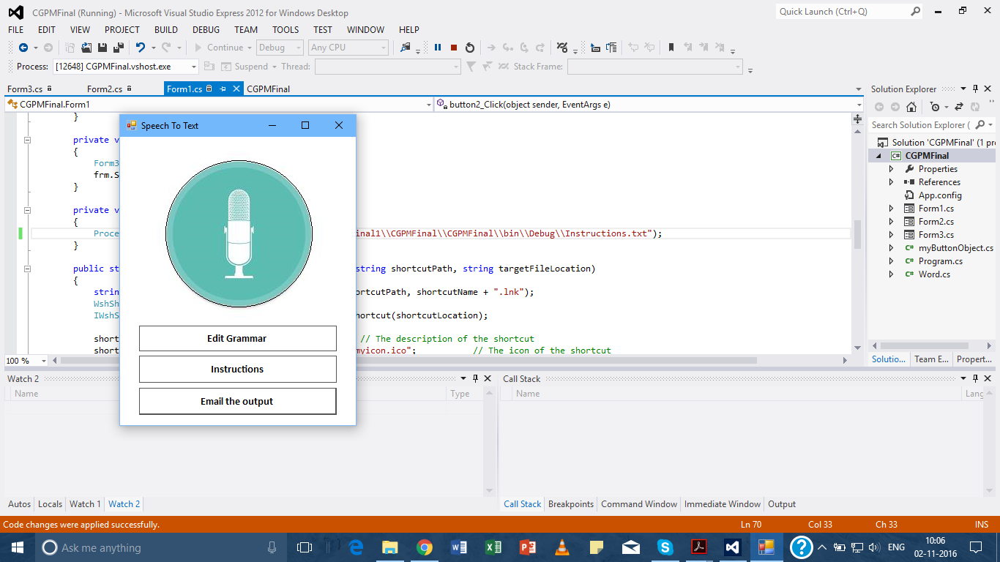 CGPMFinal (Running) - Microsoft Visual Studio Express 2012 for Windows Desktop
Quick Launch (Ctrl+Q)
FILE EDIT VIEW PROJECT BUILD DEBUG TEAM TOOLS TEST WINDOW HELP
Continue Debug Any CPU
Process: [12648] CGPMFinal.vshost.exe Suspend Thread: Stack Frame:
Form3.cs Form2.cs Form1.cs CGPMFinal
CGPMFinal.Form1 button2_Click(object sender, EventArgs e)
}
private v
{
Form3
frm.S
}
private v
{
Proce inal1\\CGPMFinal\\CGPMFinal\\bin\\Debug\\Instructions.txt");
}
public st string shortcutPath, string targetFileLocation)
{
string ortcutPath, shortcutName + ".lnk");
WshSh
IWshS hortcut(shortcutLocation);
short // The description of the shortcut
short myicon.ico"; // The icon of the shortcut
100 %
Speech To Text
Edit Grammar
Instructions
Email the output
Solution Explorer
Search Solution Explorer (
Solution 'CGPMFinal' (1 pr
CGPMFinal
Properties
References
App.config
Form1.cs
Form2.cs
Form3.cs
myButtonObject.cs
Program.cs
Word.cs
Soluti... Team E... Propert...
Watch 2
Name Type
Autos Locals Watch 1 Watch 2
Call Stack
Name Lang
Call Stack Breakpoints Command Window Immediate Window Output
Code changes were applied successfully. Ln 70 Col 33 Ch 33 INS
Ask me anything
ENG
10:06
02-11-2016